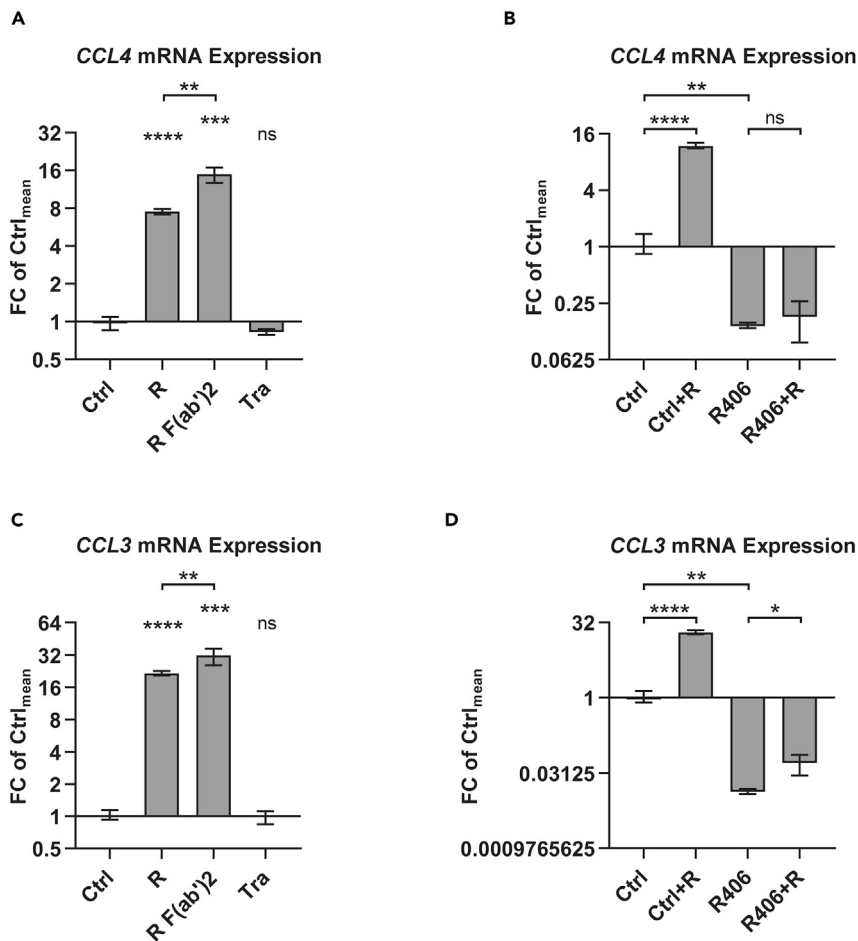 A
CCL4 mRNA Expression
**
**** *** ns
FC of Ctrlmean
32
16
8
4
2
1
0.5
Ctrl
R
R F(ab')2
Tra
B
CCL4 mRNA Expression
**
**** ns
FC of Ctrlmean
16
4
1
0.25
0.0625
Ctrl
Ctrl+R
R406
R406+R
C
CCL3 mRNA Expression
**
**** *** ns
FC of Ctrlmean
64
32
16
8
4
2
1
0.5
Ctrl
R
R F(ab')2
Tra
D
CCL3 mRNA Expression
**
**** *
FC of Ctrlmean
32
1
0.03125
0.0009765625
Ctrl
Ctrl+R
R406
R406+R